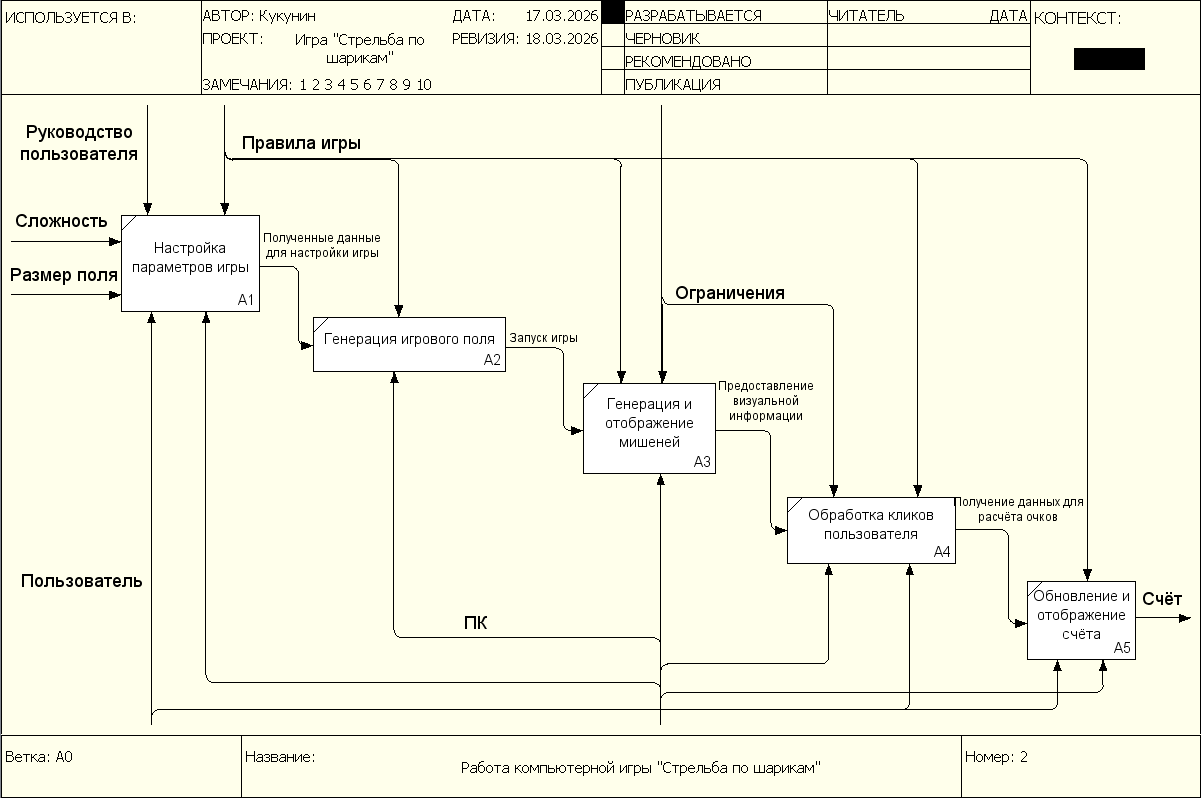 ИСПОЛЬЗУЕТСЯ В:
АВТОР: Кукунин
ДАТА: 17.03.2026
ПРОЕКТ: Игра "Стрельба по
шарикам"
РЕВИЗИЯ: 18.03.2026
ЗАМЕЧАНИЯ: 1 2 3 4 5 6 7 8 9 10
РАЗРАБАТЫВАЕТСЯ
ЧЕРНОВИК
РЕКОМЕНДОВАНО
ПУБЛИКАЦИЯ
ЧИТАТЕЛЬ
ДАТА
КОНТЕКСТ:
Руководство
пользователя
Правила игры
Сложность
Размер поля
Настройка
параметров игры
A1
Полученные данные
для настройки игры
Ограничения
Генерация игрового поля
A2
Запуск игры
Генерация и
отображение
мишеней
A3
Предоставление
визуальной
информации
Обработка кликов
пользователя
A4
Получение данных для
расчёта очков
Пользователь
ПК
Обновление и
отображение
счёта
A5
Счёт
Ветка: A0
Название:
Работа компьютерной игры "Стрельба по шарикам"
Номер: 2